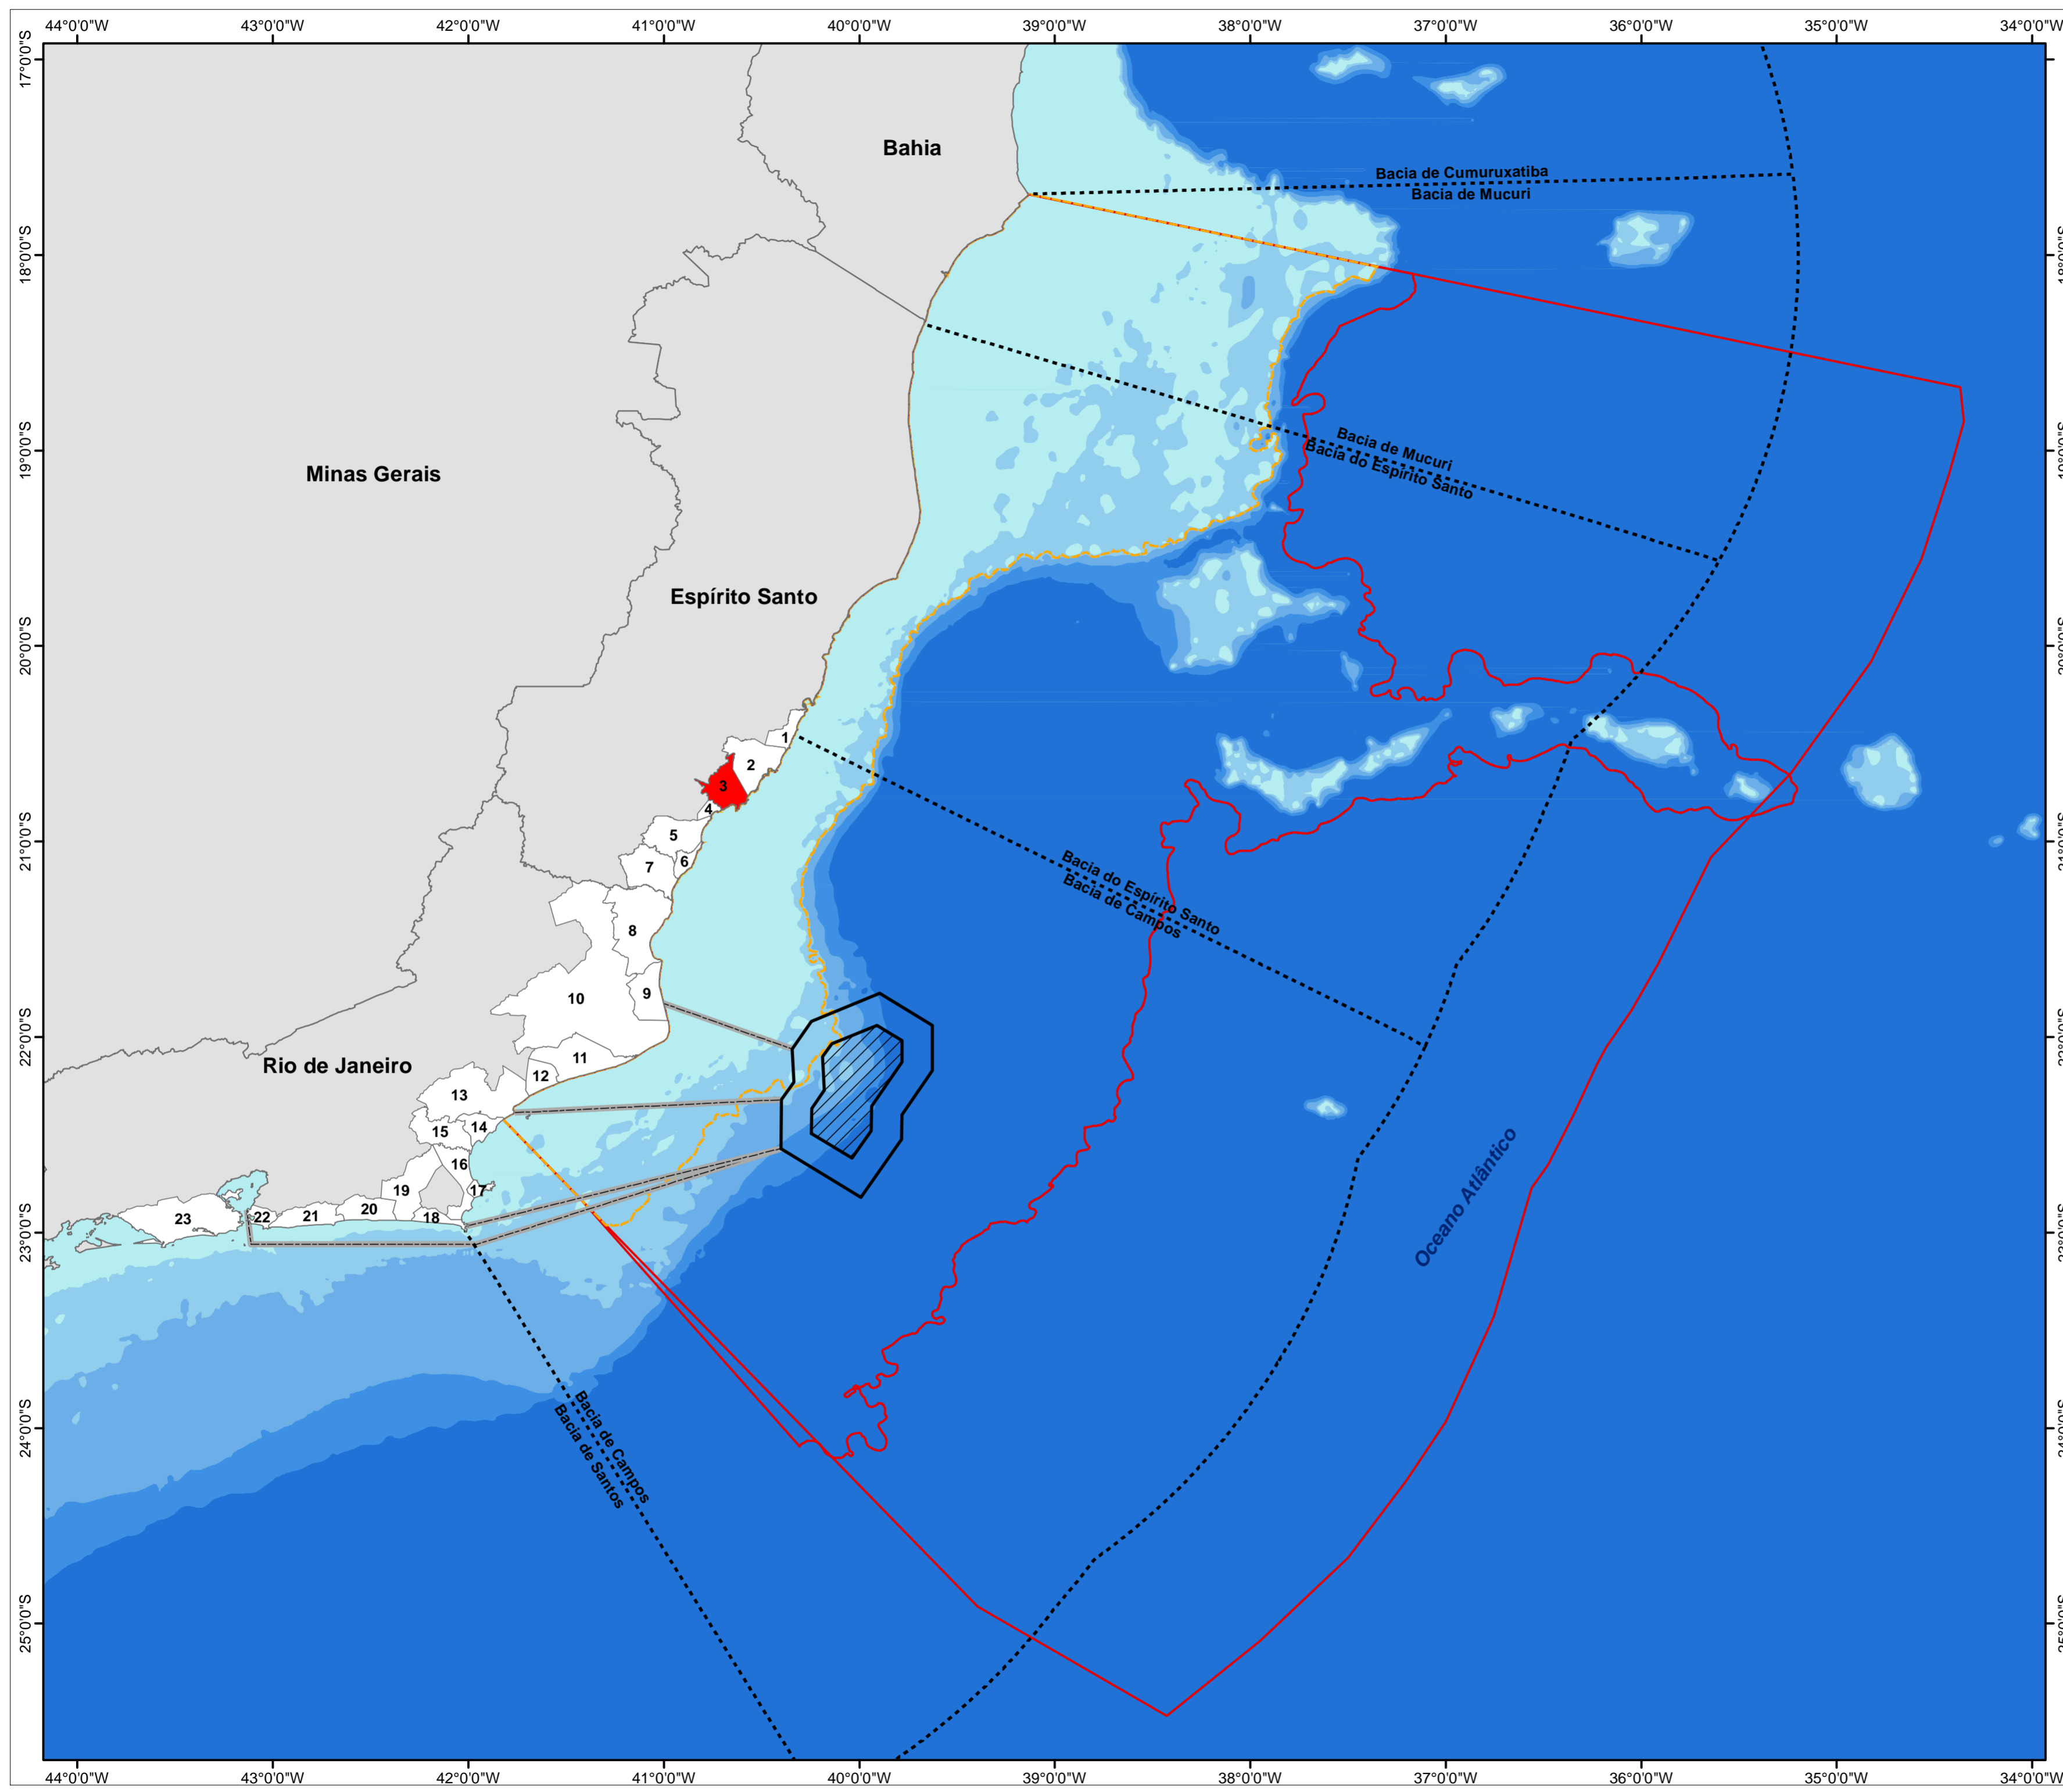 44°0'0"W 43°0'0"W 42°0'0"W 41°0'0"W 40°0'0"W 39°0'0"W 38°0'0"W 37°0'0"W 36°0'0"W 35°0'0"W 34°0'0"W
17°0'0"S
Bahia
Bacia de Cumuruxatiba
Bacia de Mucuri
18°0'0"S
Bacia de Mucuri
Bacia do Espírito Santo
19°0'0"S
Minas Gerais
Espírito Santo
20°0'0"S
1
2
3
4
5
6
7
21°0'0"S
Bacia do Espírito Santo
Bacia de Campos
8
9
10
22°0'0"S
Rio de Janeiro
11
12
13
14
15
16
17
18
19
20
21
22
23
23°0'0"S
Oceano Atlântico
24°0'0"S
Bacia de Campos
Bacia de Santos
25°0'0"S
44°0'0"W 43°0'0"W 42°0'0"W 41°0'0"W 40°0'0"W 39°0'0"W 38°0'0"W 37°0'0"W 36°0'0"W 35°0'0"W 34°0'0"W